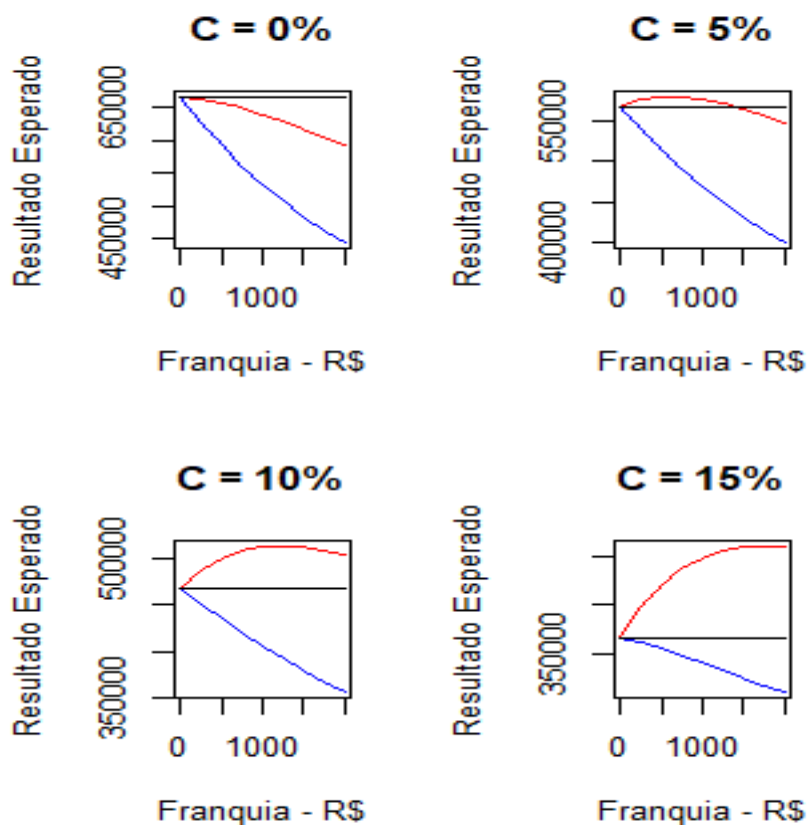 C = 0%
Resultado Esperado
450000
650000
0
1000
Franquia - R$
C = 5%
Resultado Esperado
400000
550000
0
1000
Franquia - R$
C = 10%
Resultado Esperado
350000
500000
0
1000
Franquia - R$
C = 15%
Resultado Esperado
350000
0
1000
Franquia - R$